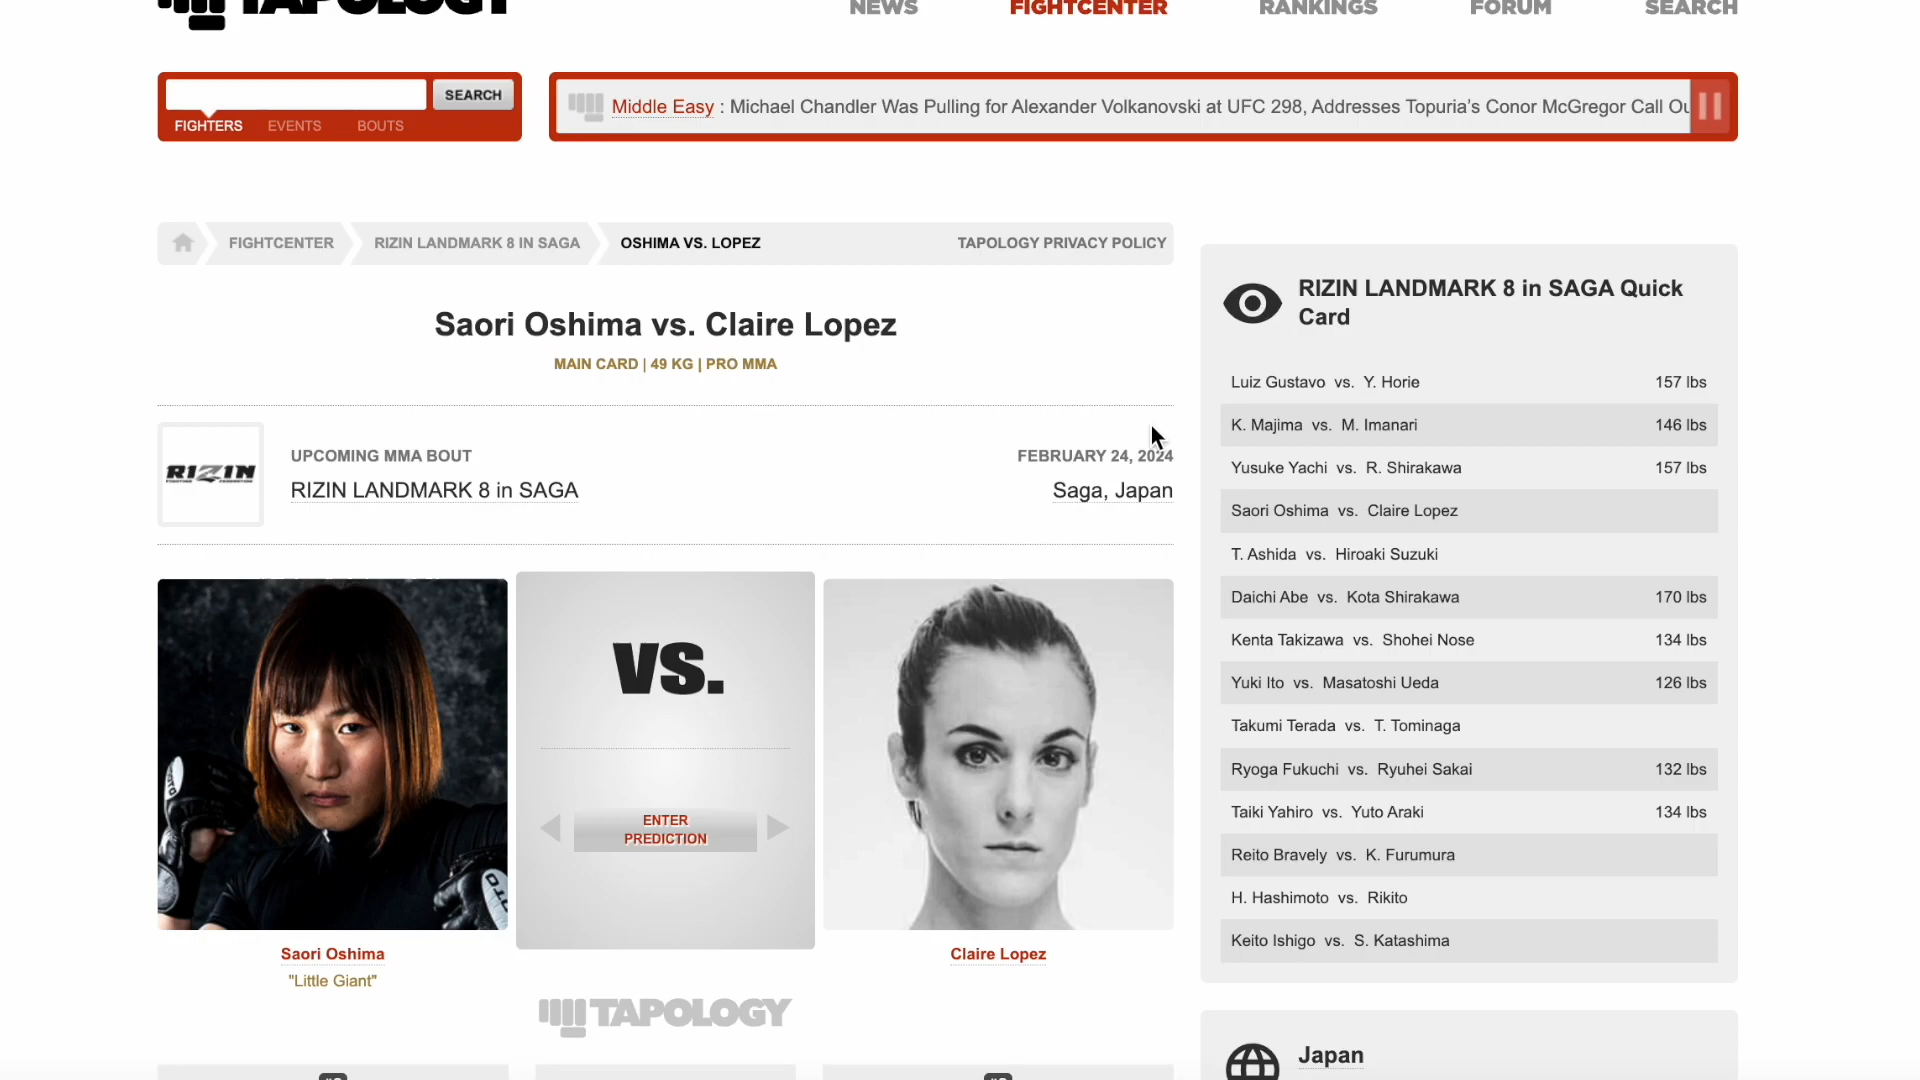 TAPOLOGY
NEWS
FIGHTCENTER
RANKINGS
FORUM
SEARCH
SEARCH
FIGHTERS
EVENTS
BOUTS
Middle Easy : Michael Chandler Was Pulling for Alexander Volkanovski at UFC 298, Addresses Topuria's Conor McGregor Call Ou
FIGHTCENTER
RIZIN LANDMARK 8 IN SAGA
OSHIMA VS. LOPEZ
TAPOLOGY PRIVACY POLICY
Saori Oshima vs. Claire Lopez
MAIN CARD | 49 KG | PRO MMA
RIZIN
UPCOMING MMA BOUT
RIZIN LANDMARK 8 in SAGA
FEBRUARY 24, 2024
Saga, Japan
VS.
ENTER
PREDICTION
Saori Oshima
"Little Giant"
Claire Lopez
TAPOLOGY
RIZIN LANDMARK 8 in SAGA Quick
Card
Luiz Gustavo vs. Y. Horie 157 lbs
K. Majima vs. M. Imanari 146 lbs
Yusuke Yachi vs. R. Shirakawa 157 lbs
Saori Oshima vs. Claire Lopez
T. Ashida vs. Hiroaki Suzuki
Daichi Abe vs. Kota Shirakawa 170 lbs
Kenta Takizawa vs. Shohei Nose 134 lbs
Yuki Ito vs. Masatoshi Ueda 126 lbs
Takumi Terada vs. T. Tominaga
Ryoga Fukuchi vs. Ryuhei Sakai 132 lbs
Taiki Yahiro vs. Yuto Araki 134 lbs
Reito Bravely vs. K. Furumura
H. Hashimoto vs. Rikito
Keito Ishigo vs. S. Katashima
Japan